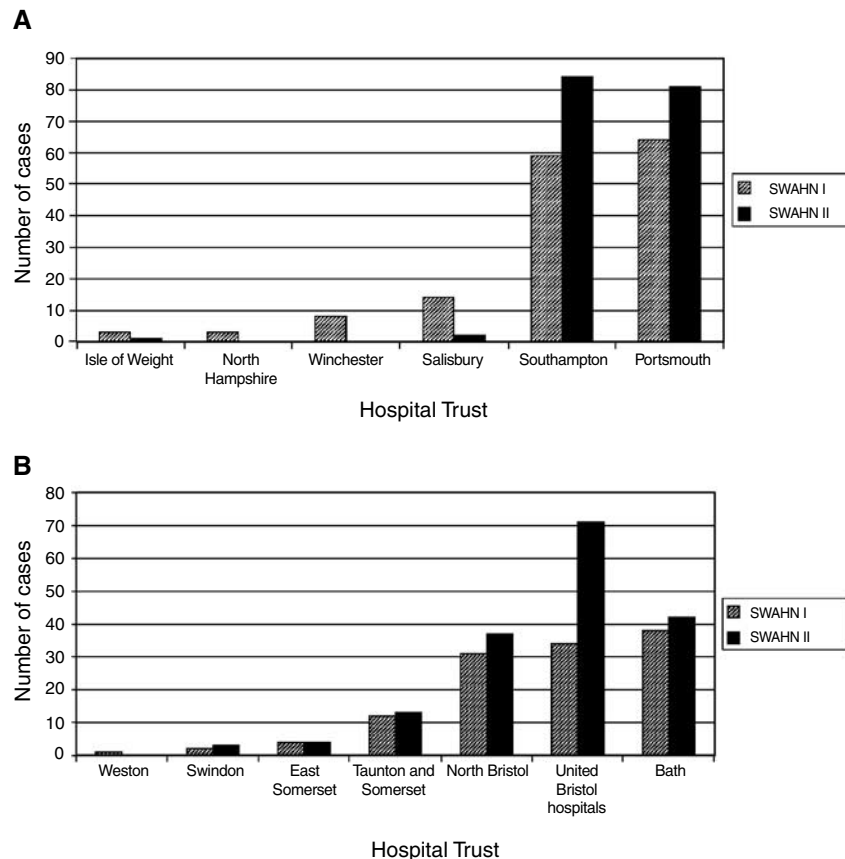 A
Number of cases
90
80
70
60
50
40
30
20
10
0
Isle of Weight
North
Hampshire
Winchester
Salisbury
Southampton
Portsmouth
Hospital Trust
SWAHN I
SWAHN II
B
Number of cases
80
70
60
50
40
30
20
10
0
Weston
Swindon
East
Somerset
Taunton and
Somerset
North Bristol
United
Bristol
hospitals
Bath
Hospital Trust
SWAHN I
SWAHN II